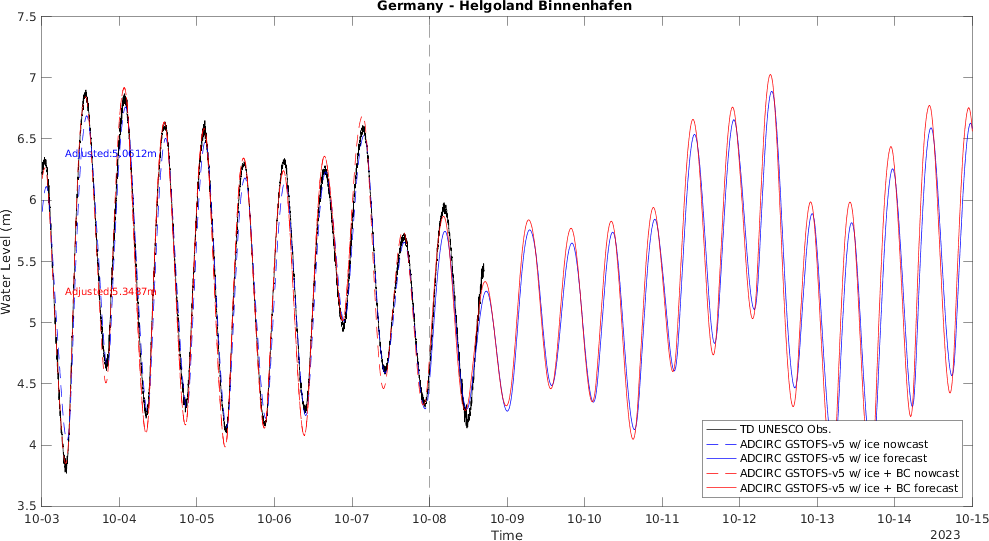 Germany - Helgoland Binnenhafen
7.5
7
6.5
6
5.5
5
4.5
4
3.5
Water Level (m)
Adjusted:5.0612m
Adjusted:5.3487m
TD UNESCO Obs.
ADCIRC GSTOFS-v5 w/ ice nowcast
ADCIRC GSTOFS-v5 w/ ice forecast
ADCIRC GSTOFS-v5 w/ ice + BC nowcast
ADCIRC GSTOFS-v5 w/ ice + BC forecast
10-03 10-04 10-05 10-06 10-07 10-08 10-09 10-10 10-11 10-12 10-13 10-14 10-15
Time
2023